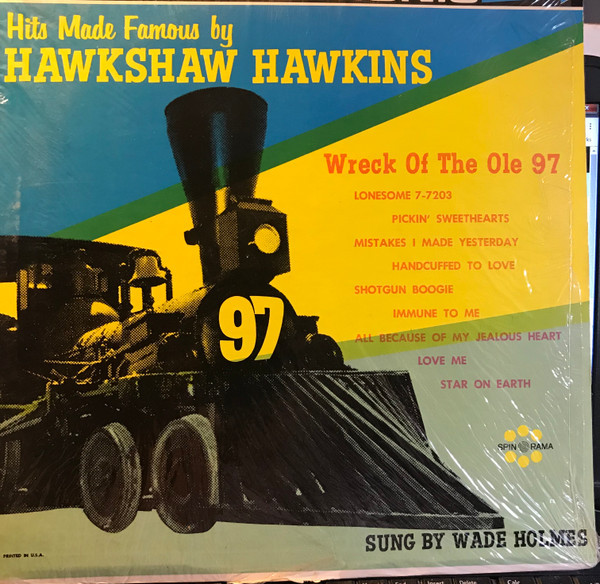 Hits Made Famous by
HAWKSHAW HAWKINS
Wreck Of The Ole 97
LONESOME 7-7203
PICKIN' SWEETHEARTS
MISTAKES I MADE YESTERDAY
HANDCUFFED TO LOVE
SHOTGUN BOOGIE
IMMUNE TO ME
ALL BECAUSE OF MY JEALOUS HEART
LOVE ME
STAR ON EARTH
97
SPIN O RAMA
SUNG BY WADE HOLMES
PRINTED IN U.S.A.
Insert
Delete